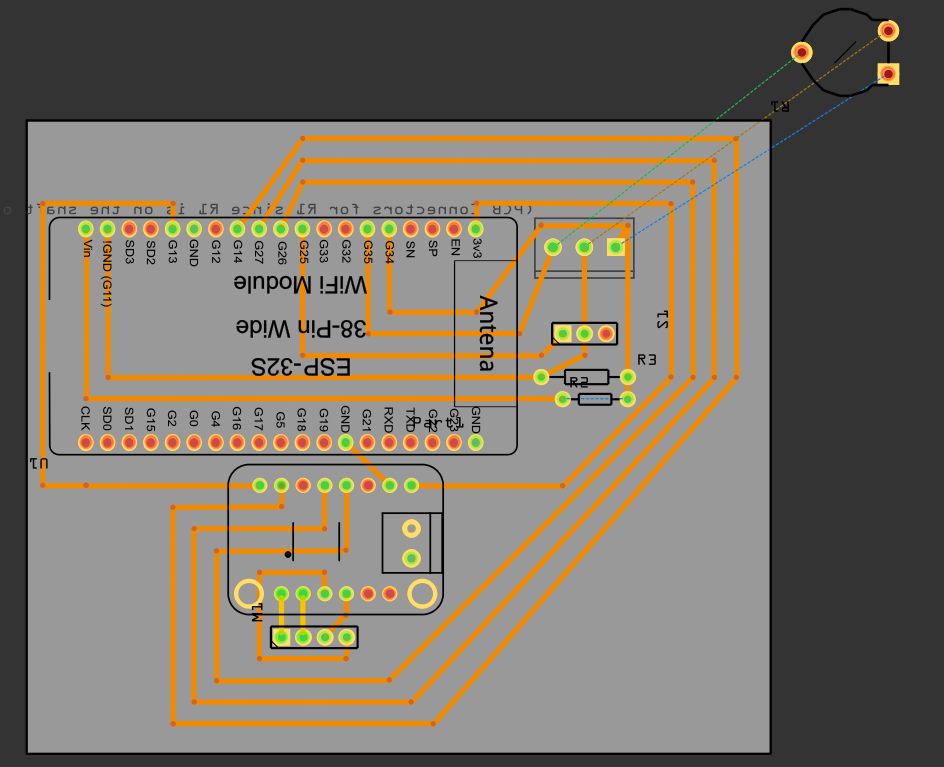 R1
(PCB Connectors for R1 since R1 is on the shaft o
Vin
!GND (G11)
SD3
SD2
G13
GND
G12
G14
G27
G26
G25
G33
G32
G35
G34
SN
SP
EN
3v3
WiFi Module
38-Pin Wide
ESP-32S
Antena
J2
R3
R2
CLK
SD0
SD1
G15
G2
G0
G4
G16
G17
G5
G18
G19
GND
G21
RXD
TXD
G22
G23
GND
Part1
U1
M1